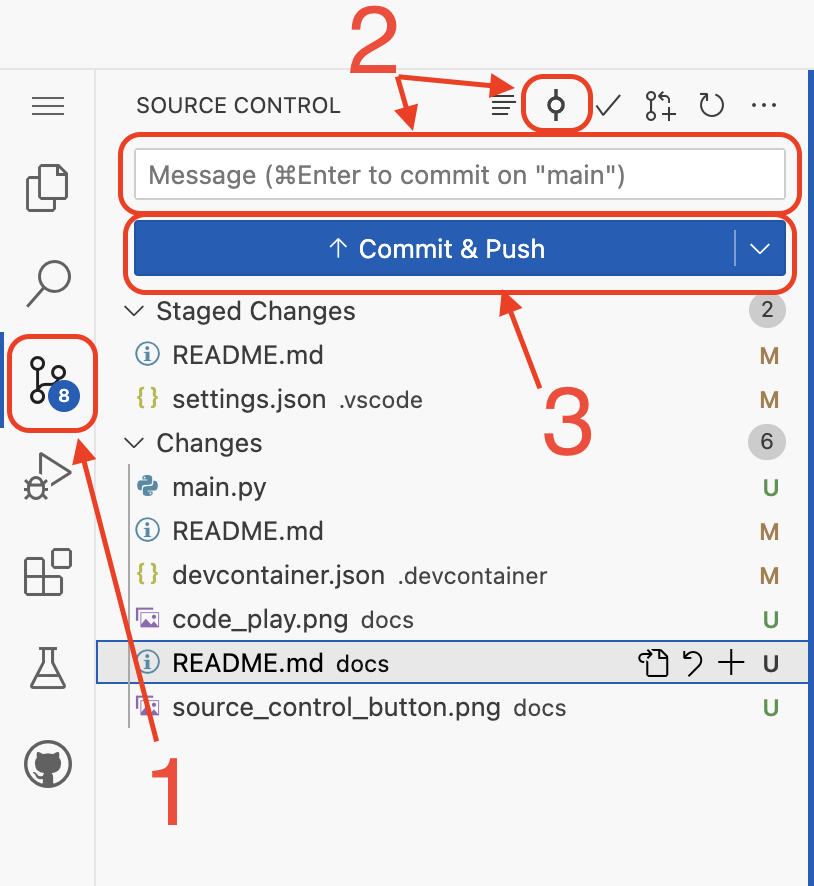 2
SOURCE CONTROL
Message (⌘Enter to commit on "main")
↑ Commit & Push
Staged Changes 2
README.md M
settings.json .vscode M
8
3
Changes 6
main.py U
README.md M
devcontainer.json .devcontainer M
code_play.png docs U
README.md docs U
source_control_button.png docs U
1